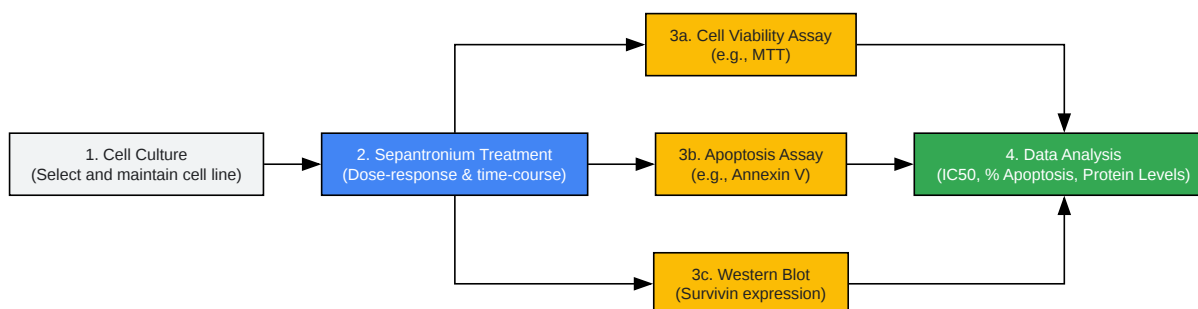 1. Cell Culture
(Select and maintain cell line)
2. Sepantronium Treatment
(Dose-response & time-course)
3a. Cell Viability Assay
(e.g., MTT)
3b. Apoptosis Assay
(e.g., Annexin V)
3c. Western Blot
(Survivin expression)
4. Data Analysis
(IC50, % Apoptosis, Protein Levels)